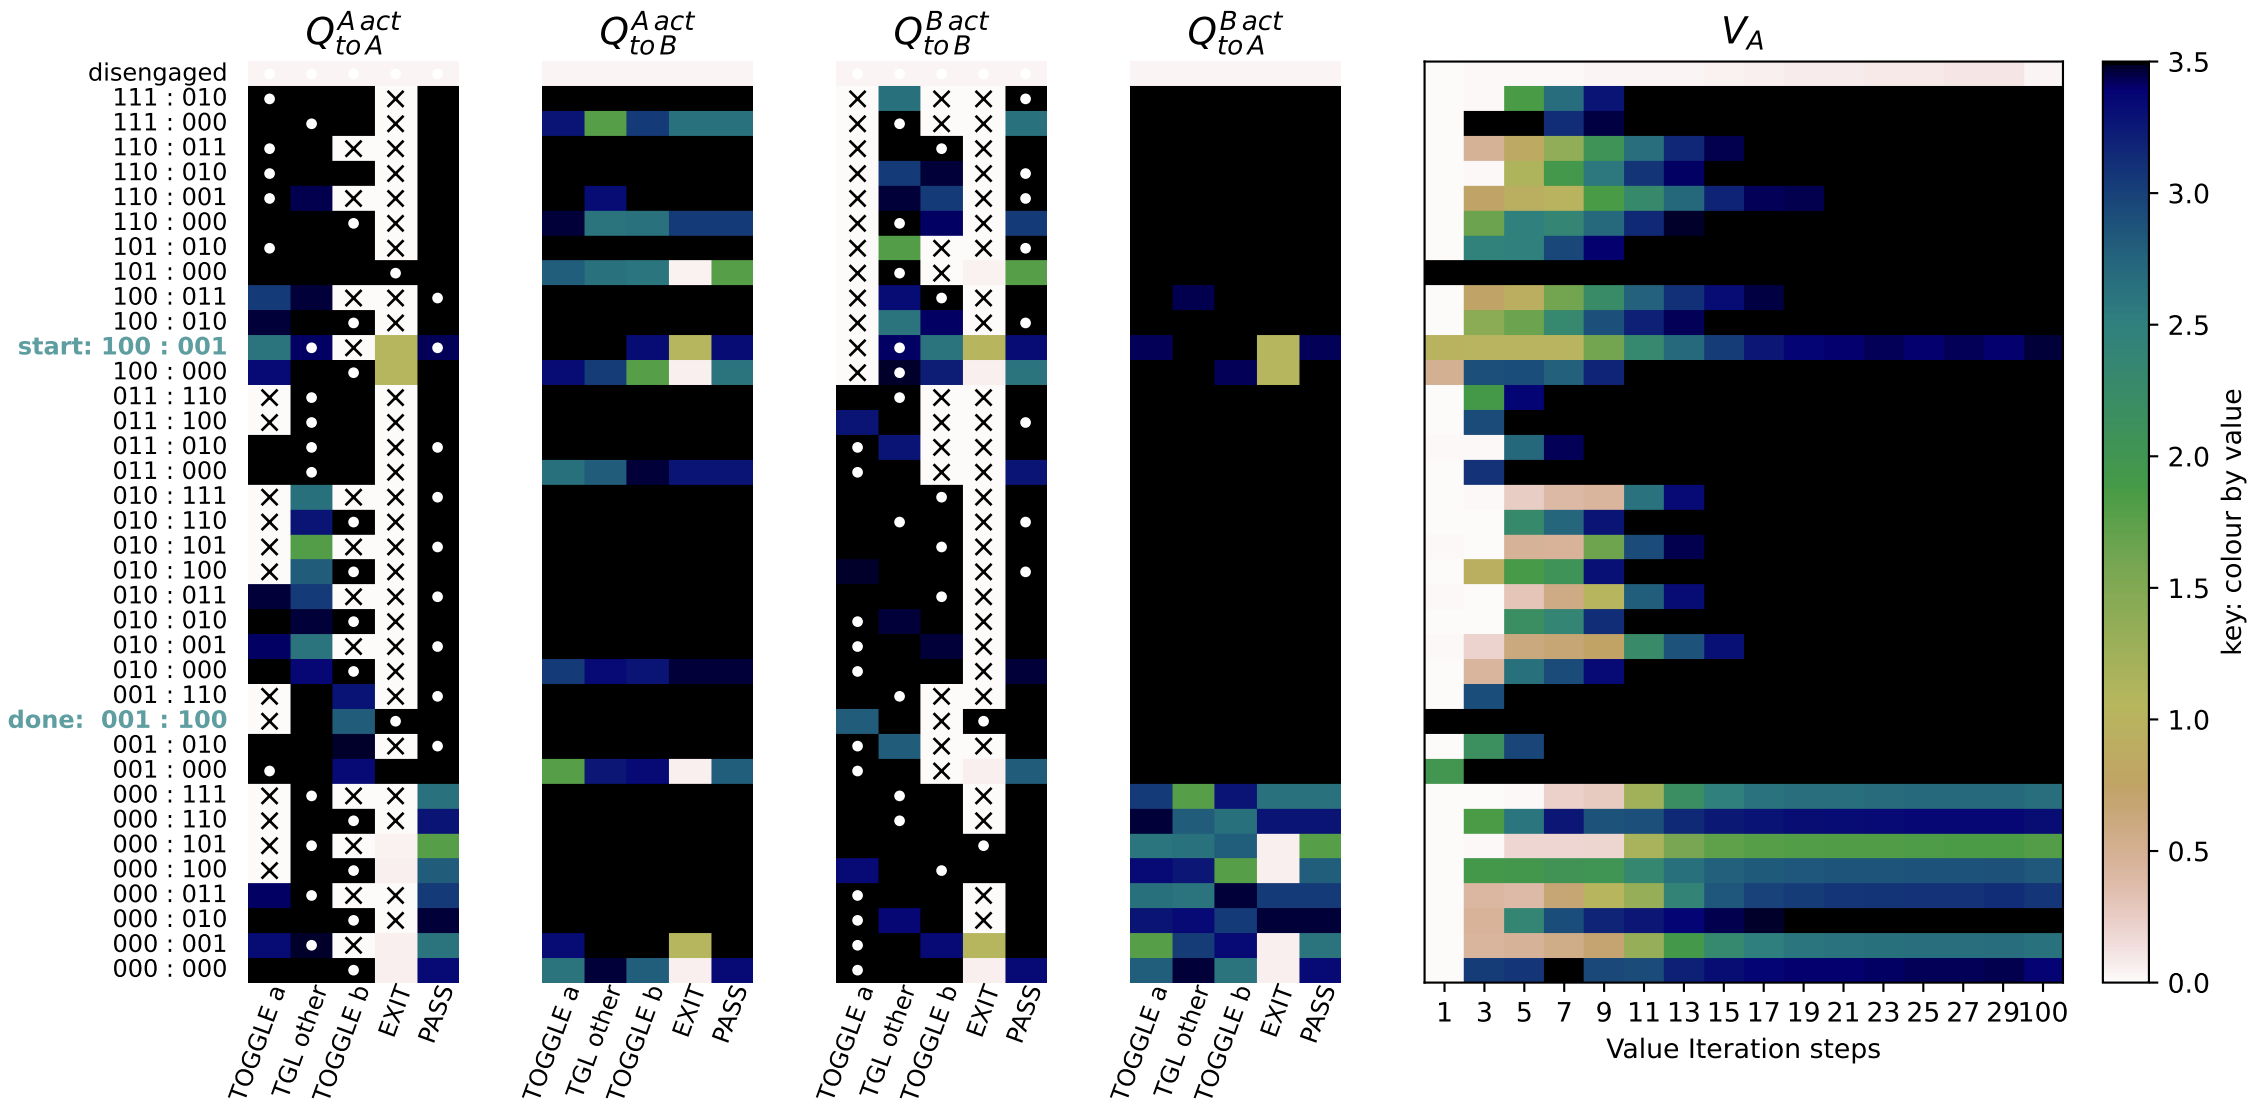 Q^{A act}_{to A} Q^{A act}_{to B} Q^{B act}_{to B} Q^{B act}_{to A} V_A
disengaged
111 : 010
111 : 000
110 : 011
110 : 010
110 : 001
110 : 000
101 : 010
101 : 000
100 : 011
100 : 010
start: 100 : 001
100 : 000
011 : 110
011 : 100
011 : 010
011 : 000
010 : 111
010 : 110
010 : 101
010 : 100
010 : 011
010 : 010
010 : 001
010 : 000
001 : 110
done: 001 : 100
001 : 010
001 : 000
000 : 111
000 : 110
000 : 101
000 : 100
000 : 011
000 : 010
000 : 001
000 : 000
TOGGLE a
TGL other
TOGGLE b
EXIT
PASS
TOGGLE a
TGL other
TOGGLE b
EXIT
PASS
TOGGLE a
TGL other
TOGGLE b
EXIT
PASS
TOGGLE a
TGL other
TOGGLE b
EXIT
PASS
1 3 5 7 9 11 13 15 17 19 21 23 25 27 29 100
Value Iteration steps
3.5
3.0
2.5
2.0
1.5
1.0
0.5
0.0
key: colour by value